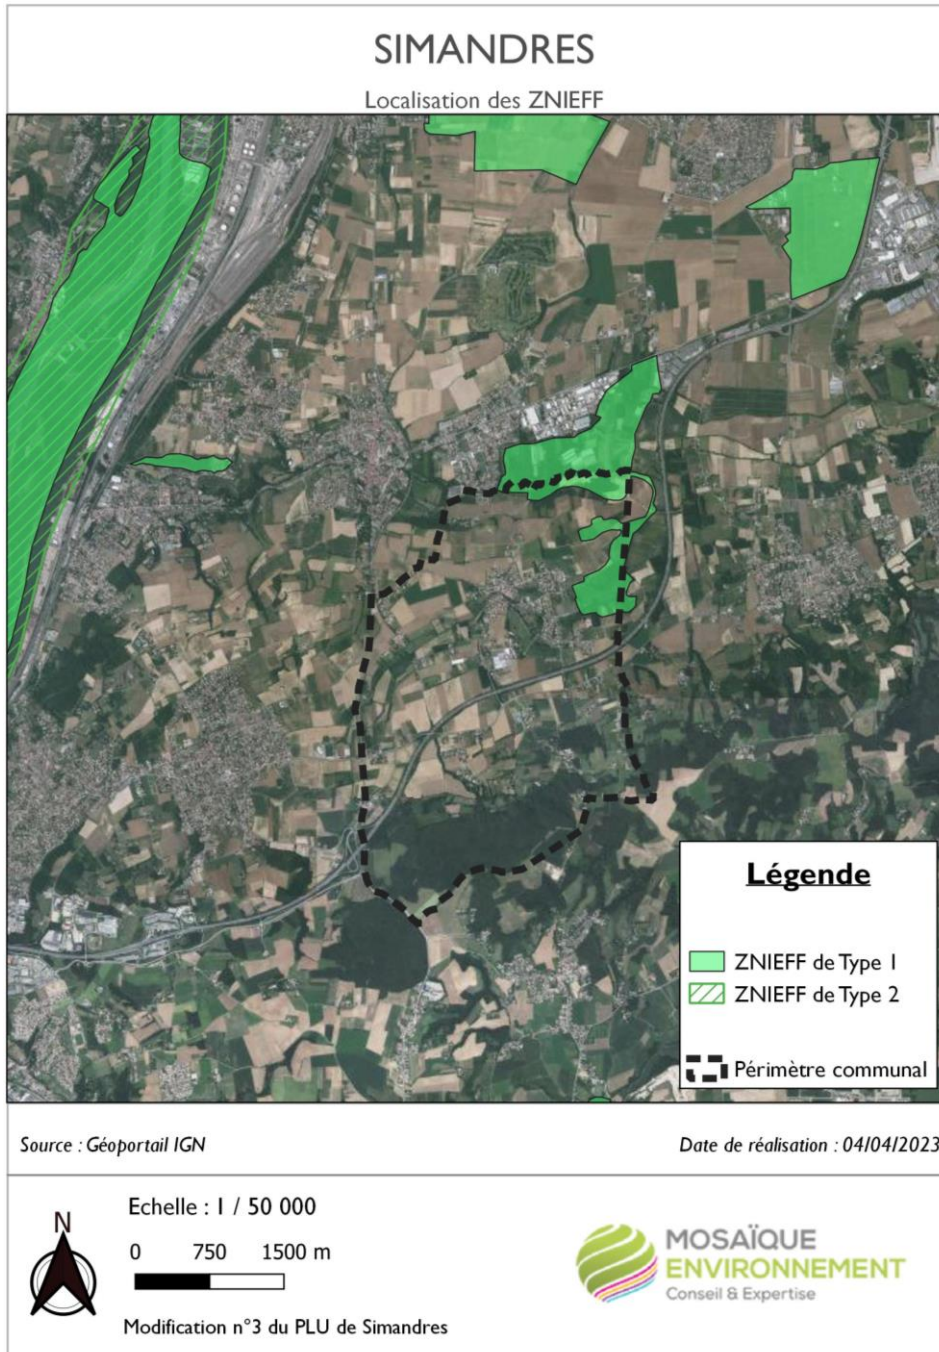 SIMANDRES
Localisation des ZNIEFF
Légende
ZNIEFF de Type 1
ZNIEFF de Type 2
Périmètre communal
Source : Géoportail IGN
Date de réalisation : 04/04/2023
N
Echelle : 1 / 50 000
0 750 1500 m
Modification n°3 du PLU de Simandres
MOSAÏQUE
ENVIRONNEMENT
Conseil & Expertise